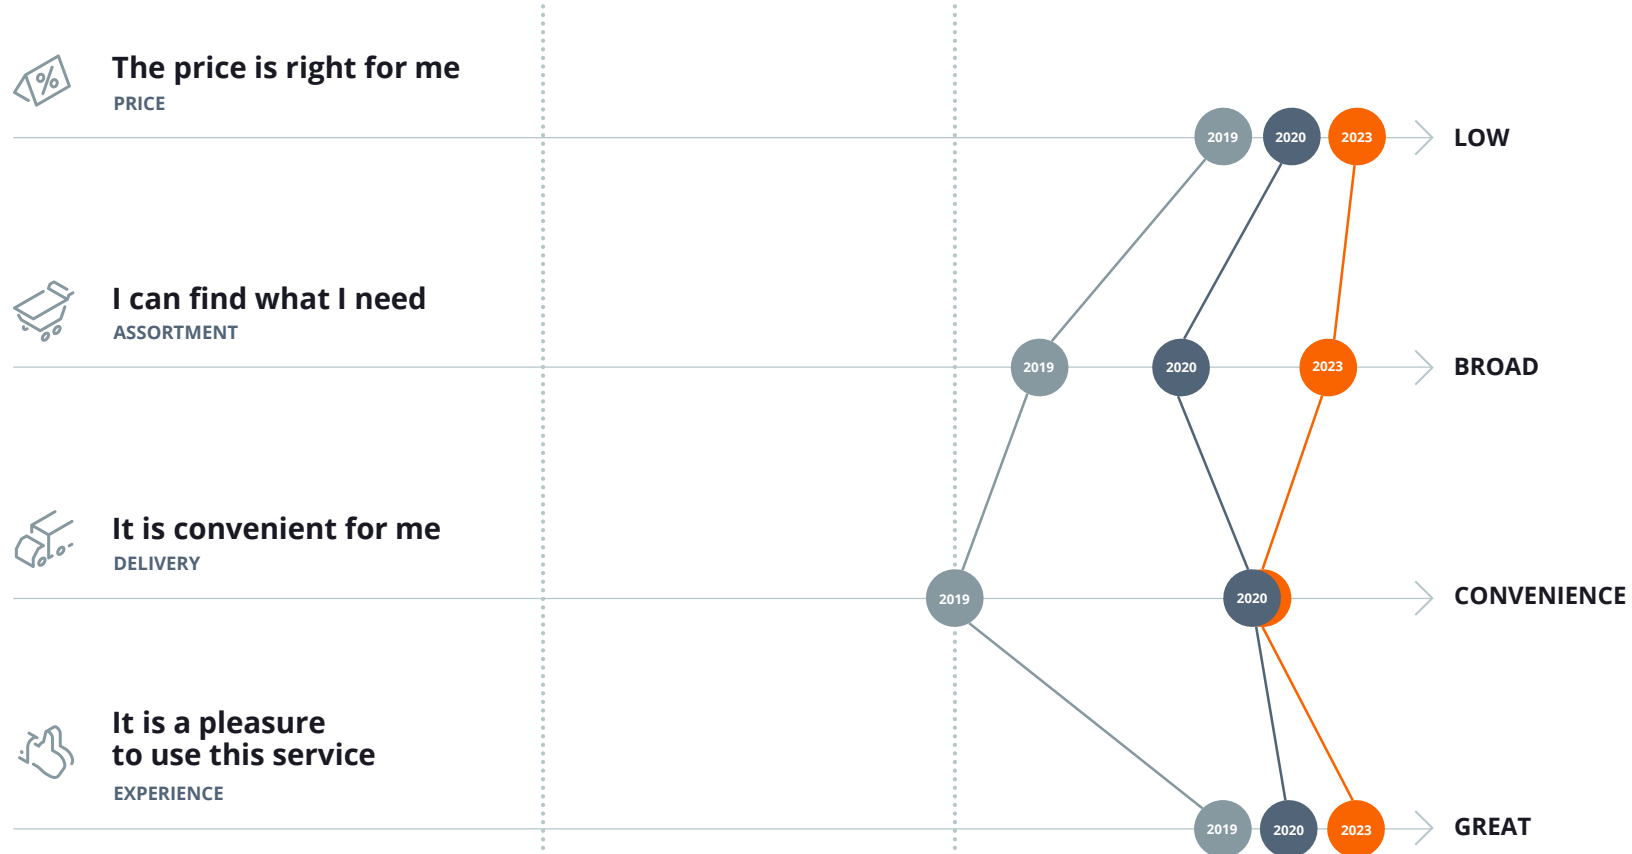 The price is right for me
PRICE
2019 2020 2023 LOW
I can find what I need
ASSORTMENT
2019 2020 2023 BROAD
It is convenient for me
DELIVERY
2019 2020 CONVENIENCE
It is a pleasure
to use this service
EXPERIENCE
2019 2020 2023 GREAT